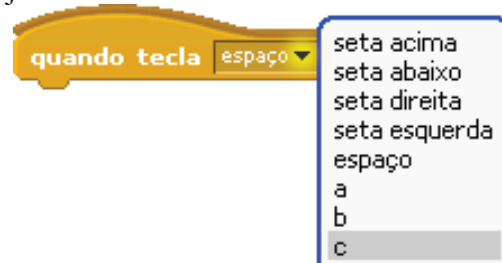 quando tecla espaço
seta acima
seta abaixo
seta direita
seta esquerda
espaço
a
b
c